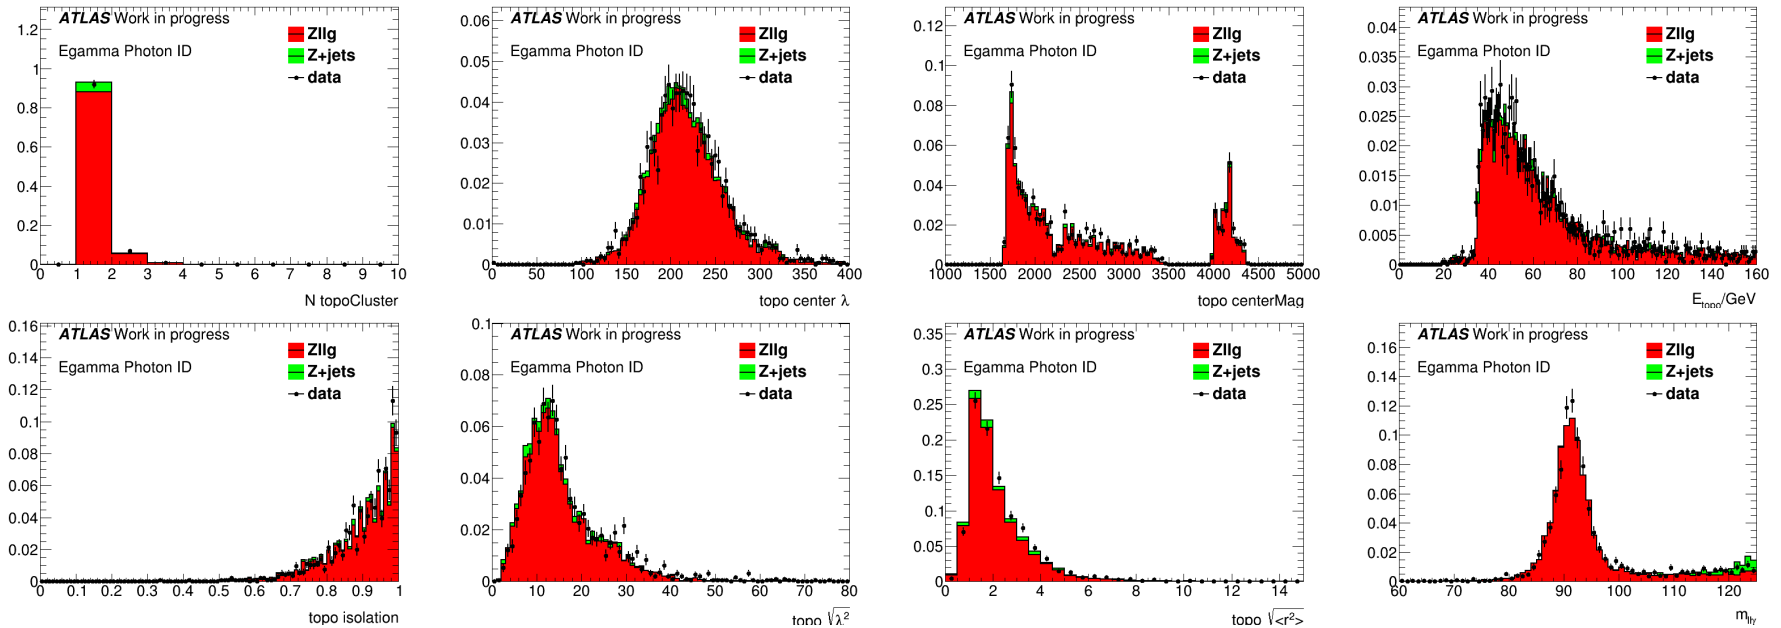 ATLAS Work in progress
Egamma Photon ID
Zllg
Z+jets
data
1.2
1
0.8
0.6
0.4
0.2
0
0 1 2 3 4 5 6 7 8 9 10
N topoCluster
ATLAS Work in progress
Egamma Photon ID
Zllg
Z+jets
data
0.06
0.05
0.04
0.03
0.02
0.01
0
0 50 100 150 200 250 300 350 400
topo center λ
ATLAS Work in progress
Egamma Photon ID
Zllg
Z+jets
data
0.12
0.1
0.08
0.06
0.04
0.02
0
1000 1500 2000 2500 3000 3500 4000 4500 5000
topo centerMag
ATLAS Work in progress
Egamma Photon ID
Zllg
Z+jets
data
0.04
0.035
0.03
0.025
0.02
0.015
0.01
0.005
0
0 20 40 60 80 100 120 140 160
E_topo/GeV
ATLAS Work in progress
Egamma Photon ID
Zllg
Z+jets
data
0.16
0.14
0.12
0.1
0.08
0.06
0.04
0.02
0
0 0.1 0.2 0.3 0.4 0.5 0.6 0.7 0.8 0.9 1
topo isolation
ATLAS Work in progress
Egamma Photon ID
Zllg
Z+jets
data
0.1
0.08
0.06
0.04
0.02
0
0 10 20 30 40 50 60 70 80
topo √λ²
ATLAS Work in progress
Egamma Photon ID
Zllg
Z+jets
data
0.35
0.3
0.25
0.2
0.15
0.1
0.05
0
0 2 4 6 8 10 12 14
topo √<r²>
ATLAS Work in progress
Egamma Photon ID
Zllg
Z+jets
data
0.16
0.14
0.12
0.1
0.08
0.06
0.04
0.02
0
60 70 80 90 100 110 120
m_llγ